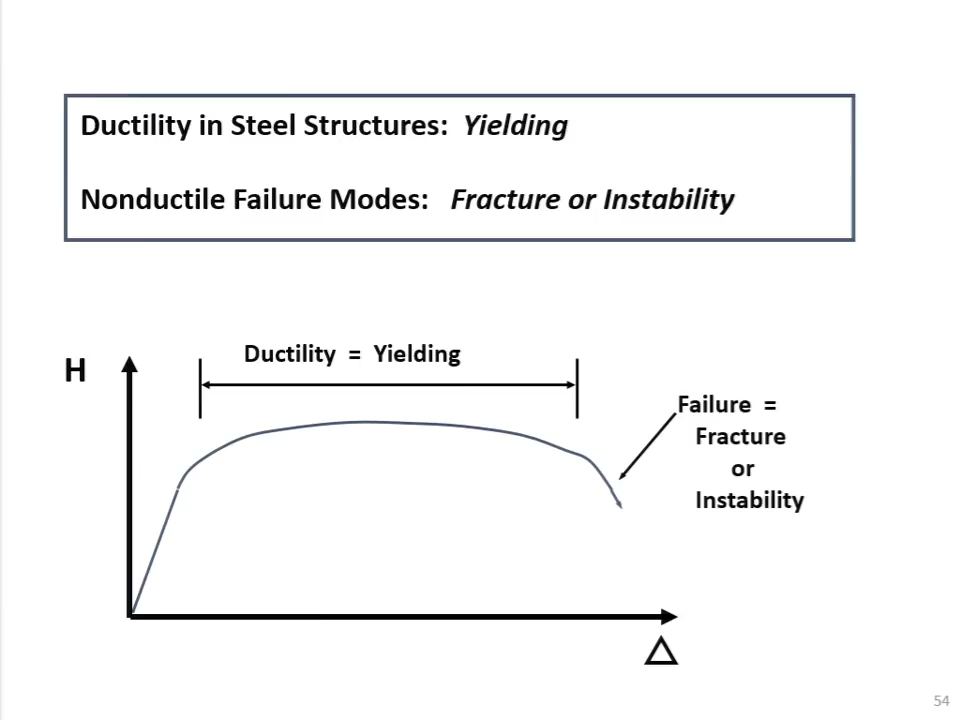 Ductility in Steel Structures: Yielding
Nonductile Failure Modes: Fracture or Instability
H
Ductility = Yielding
Failure =
Fracture
or
Instability
Δ
54